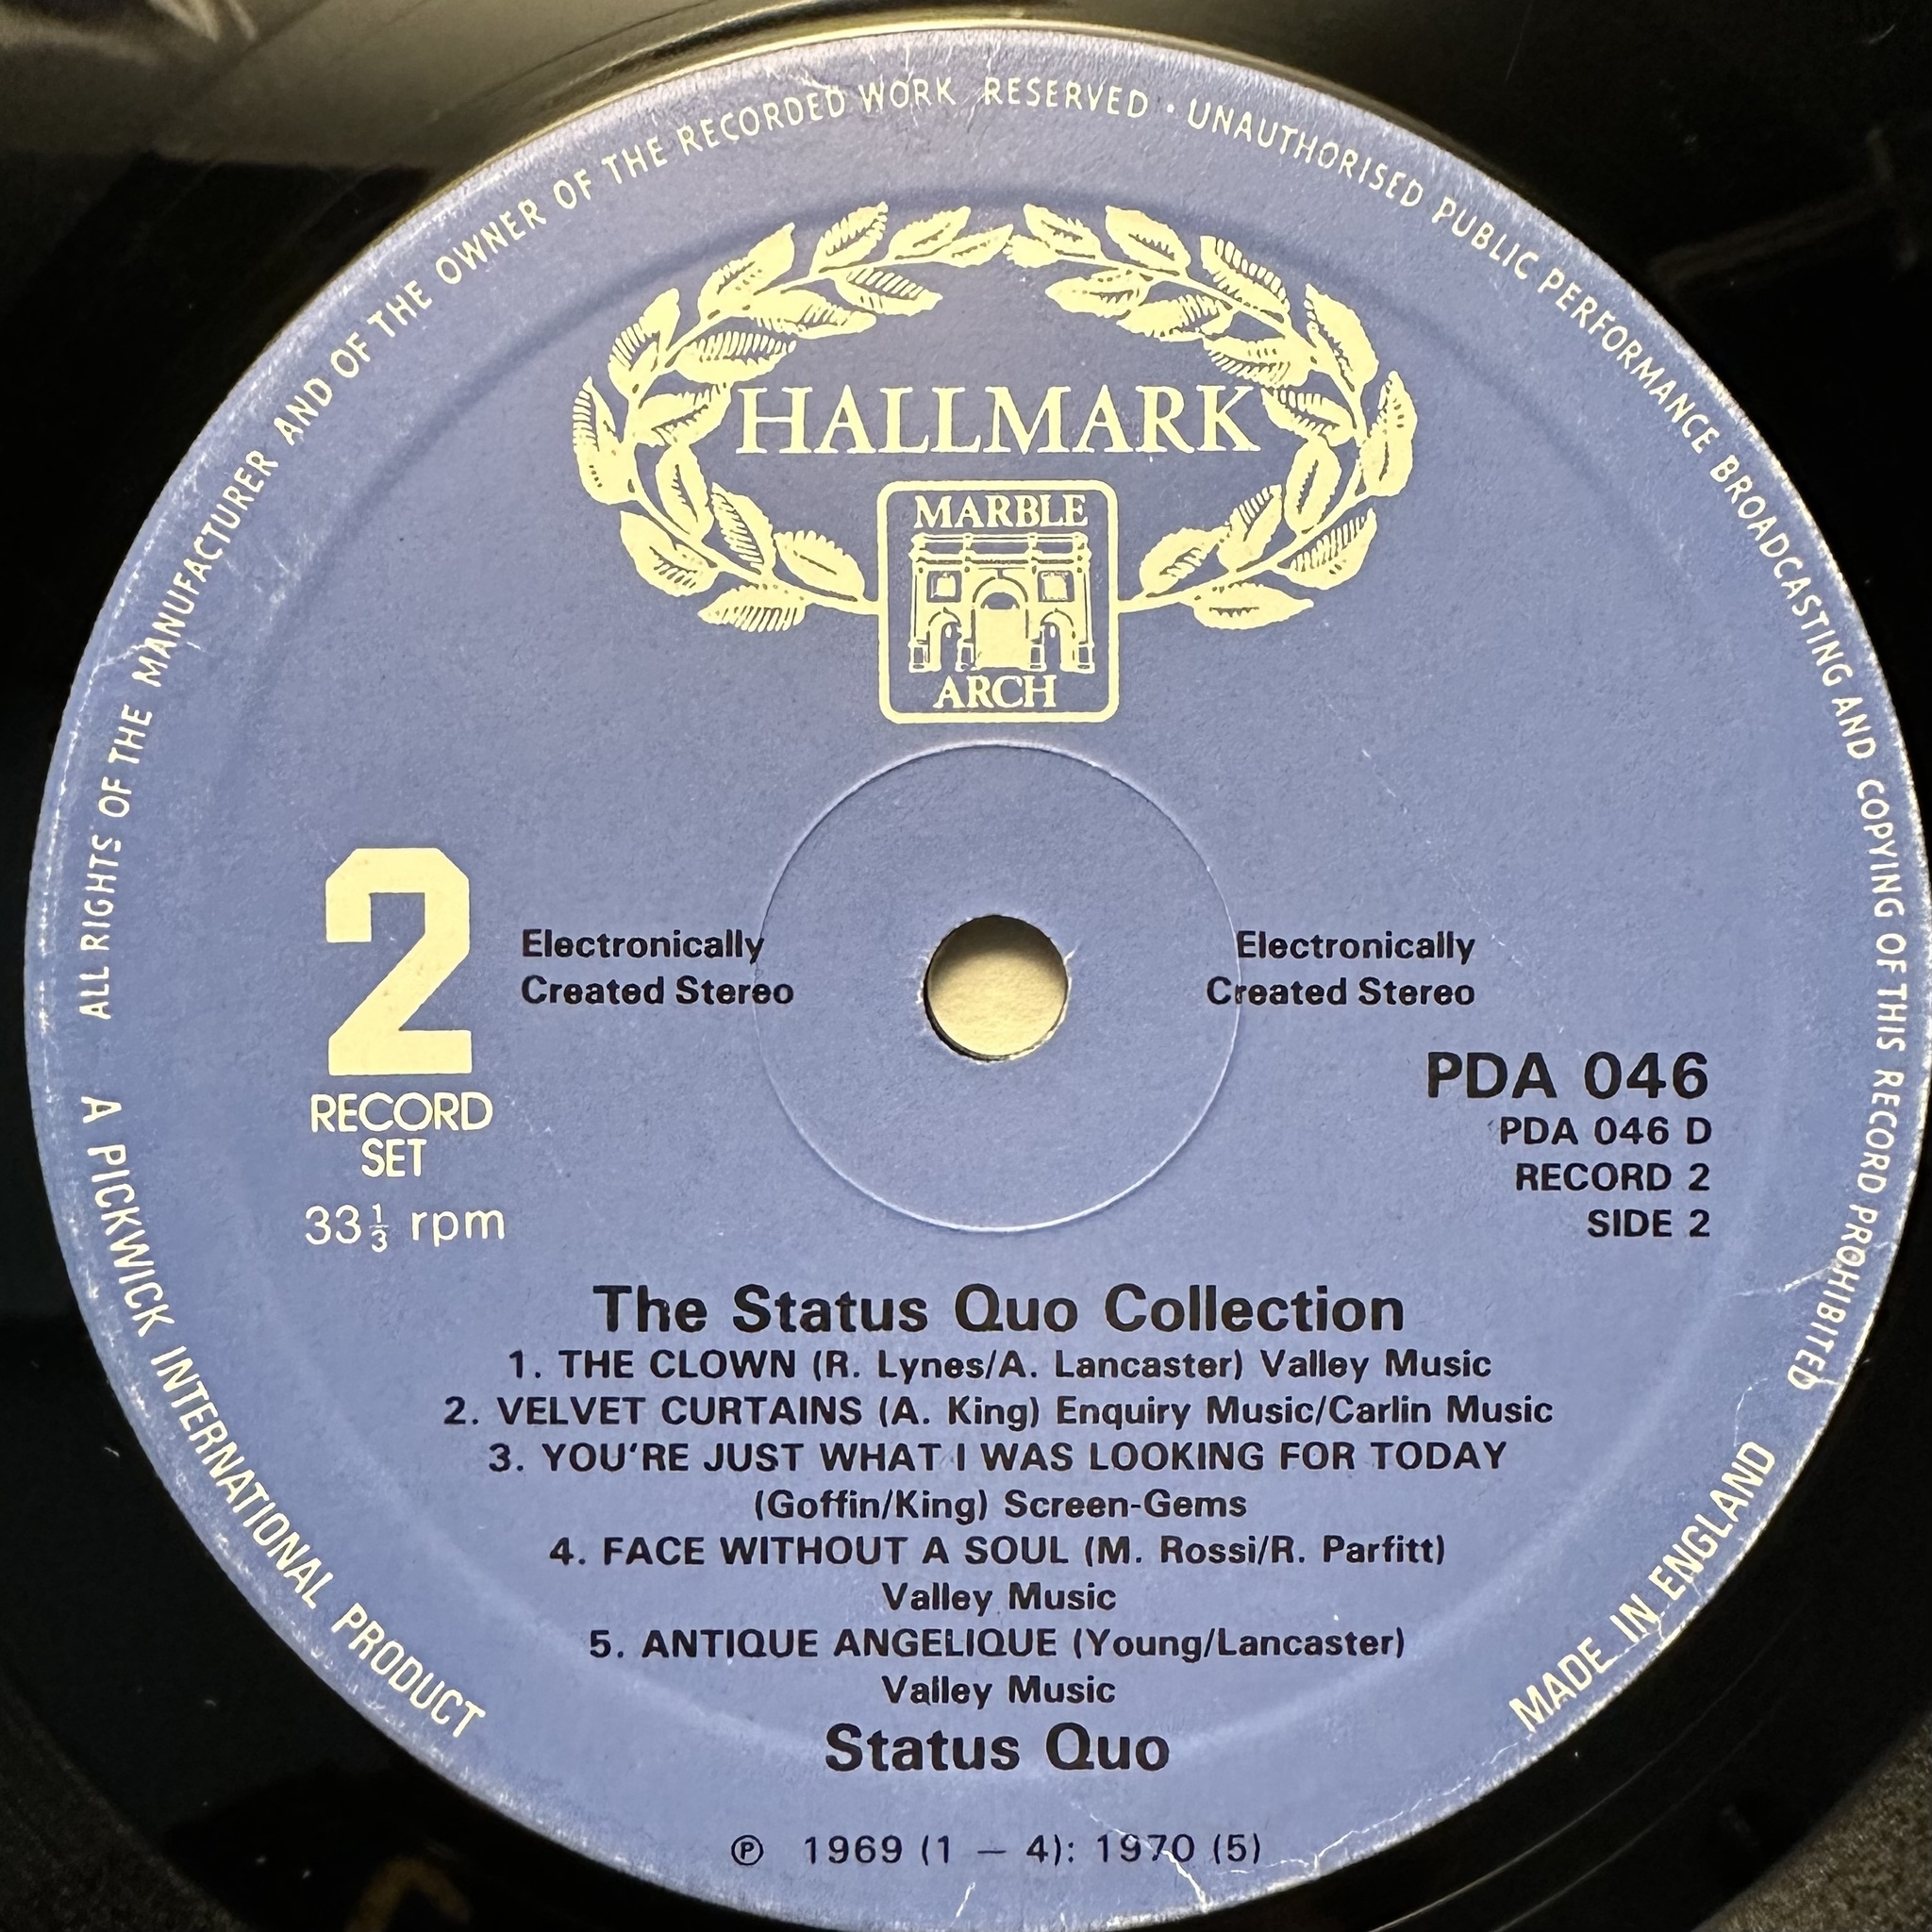 ALL RIGHTS OF THE MANUFACTURER AND OF THE OWNER OF THE RECORDED WORK RESERVED · UNAUTHORISED PUBLIC PERFORMANCE BROADCASTING AND COPYING OF THIS RECORD PROHIBITED
HALLMARK
MARBLE
ARCH
2
RECORD
SET
33⅓ rpm
Electronically
Created Stereo
Electronically
Created Stereo
PDA 046
PDA 046 D
RECORD 2
SIDE 2
The Status Quo Collection
1. THE CLOWN (R. Lynes/A. Lancaster) Valley Music
2. VELVET CURTAINS (A. King) Enquiry Music/Carlin Music
3. YOU'RE JUST WHAT I WAS LOOKING FOR TODAY
(Goffin/King) Screen-Gems
4. FACE WITHOUT A SOUL (M. Rossi/R. Parfitt)
Valley Music
5. ANTIQUE ANGELIQUE (Young/Lancaster)
Valley Music
Status Quo
℗ 1969 (1 – 4): 1970 (5)
A PICKWICK INTERNATIONAL PRODUCT
MADE IN ENGLAND